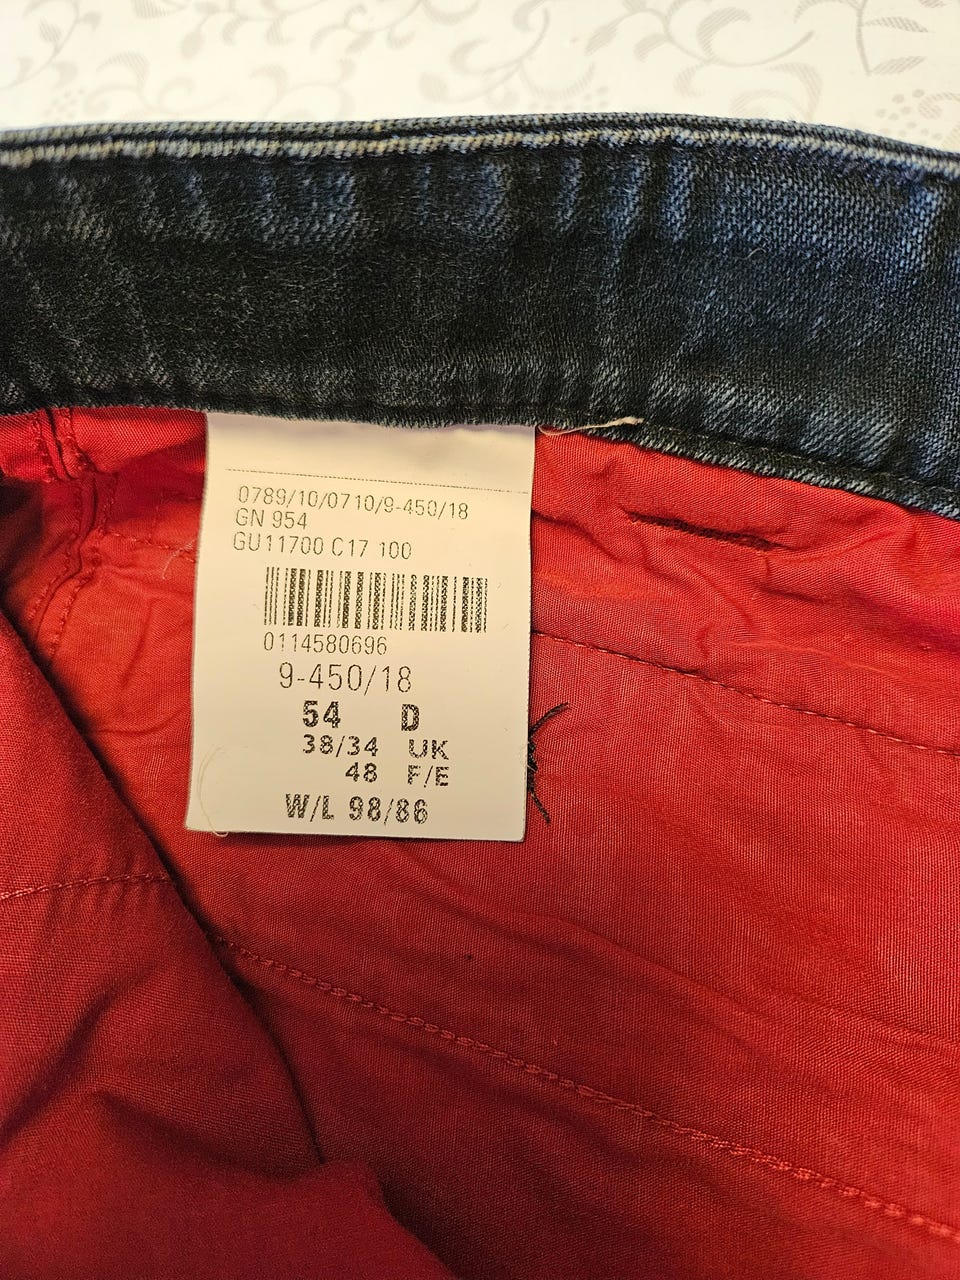 0789/10/0710/9-450/18
GN 954
GU11700 C17 100
0114580696
9-450/18
54 D
38/34 UK
48 F/E
W/L 98/86